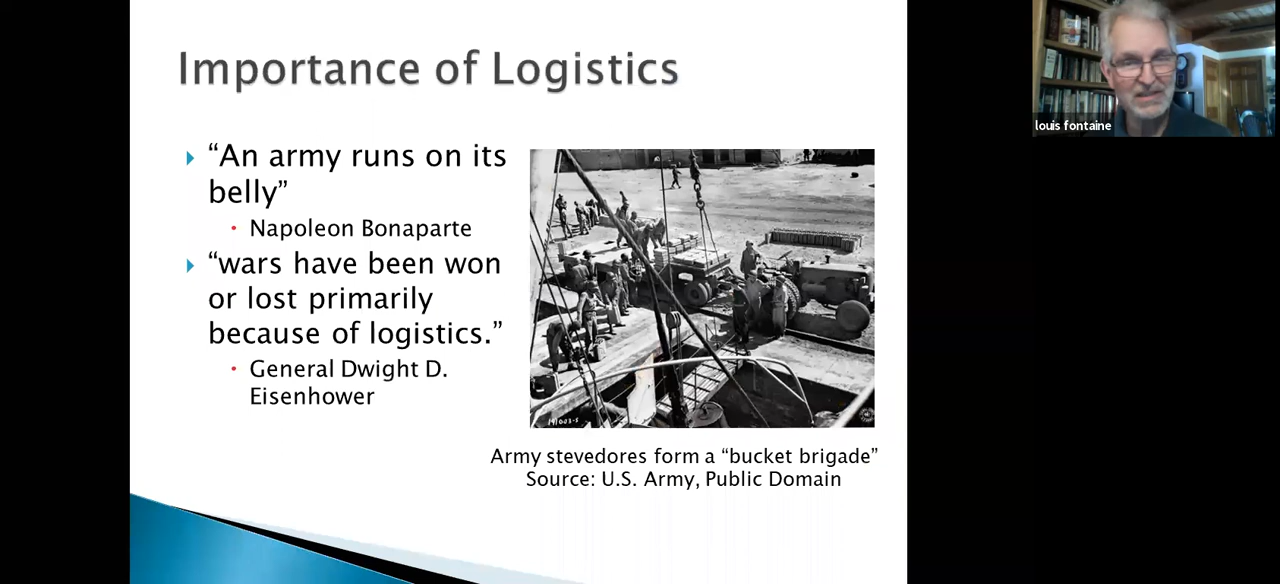 Importance of Logistics
“An army runs on its
belly”
Napoleon Bonaparte
“wars have been won
or lost primarily
because of logistics.”
General Dwight D.
Eisenhower
Army stevedores form a “bucket brigade”
Source: U.S. Army, Public Domain
louis fontaine